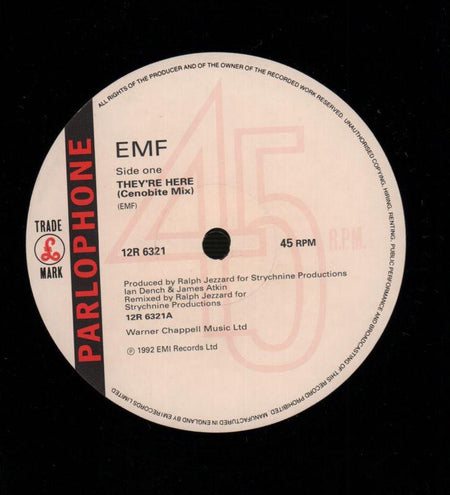 ALL RIGHTS OF THE PRODUCER AND OF THE OWNER OF THE RECORDED WORK RESERVED. UNAUTHORISED COPYING, HIRING, RENTING, PUBLIC PERFORMANCE AND BROADCASTING OF THIS RECORD PROHIBITED. MANUFACTURED IN ENGLAND BY EMI RECORDS LIMITED
PARLOPHONE
TRADE
£
MARK
45
R.P.M.
EMF
Side one
THEY'RE HERE
(Cenobite Mix)
(EMF)
12R 6321
45 RPM
Produced by Ralph Jezzard for Strychnine Productions
Ian Dench & James Atkin
Remixed by Ralph Jezzard for
Strychnine Productions
12R 6321A
Warner Chappell Music Ltd
℗ 1992 EMI Records Ltd